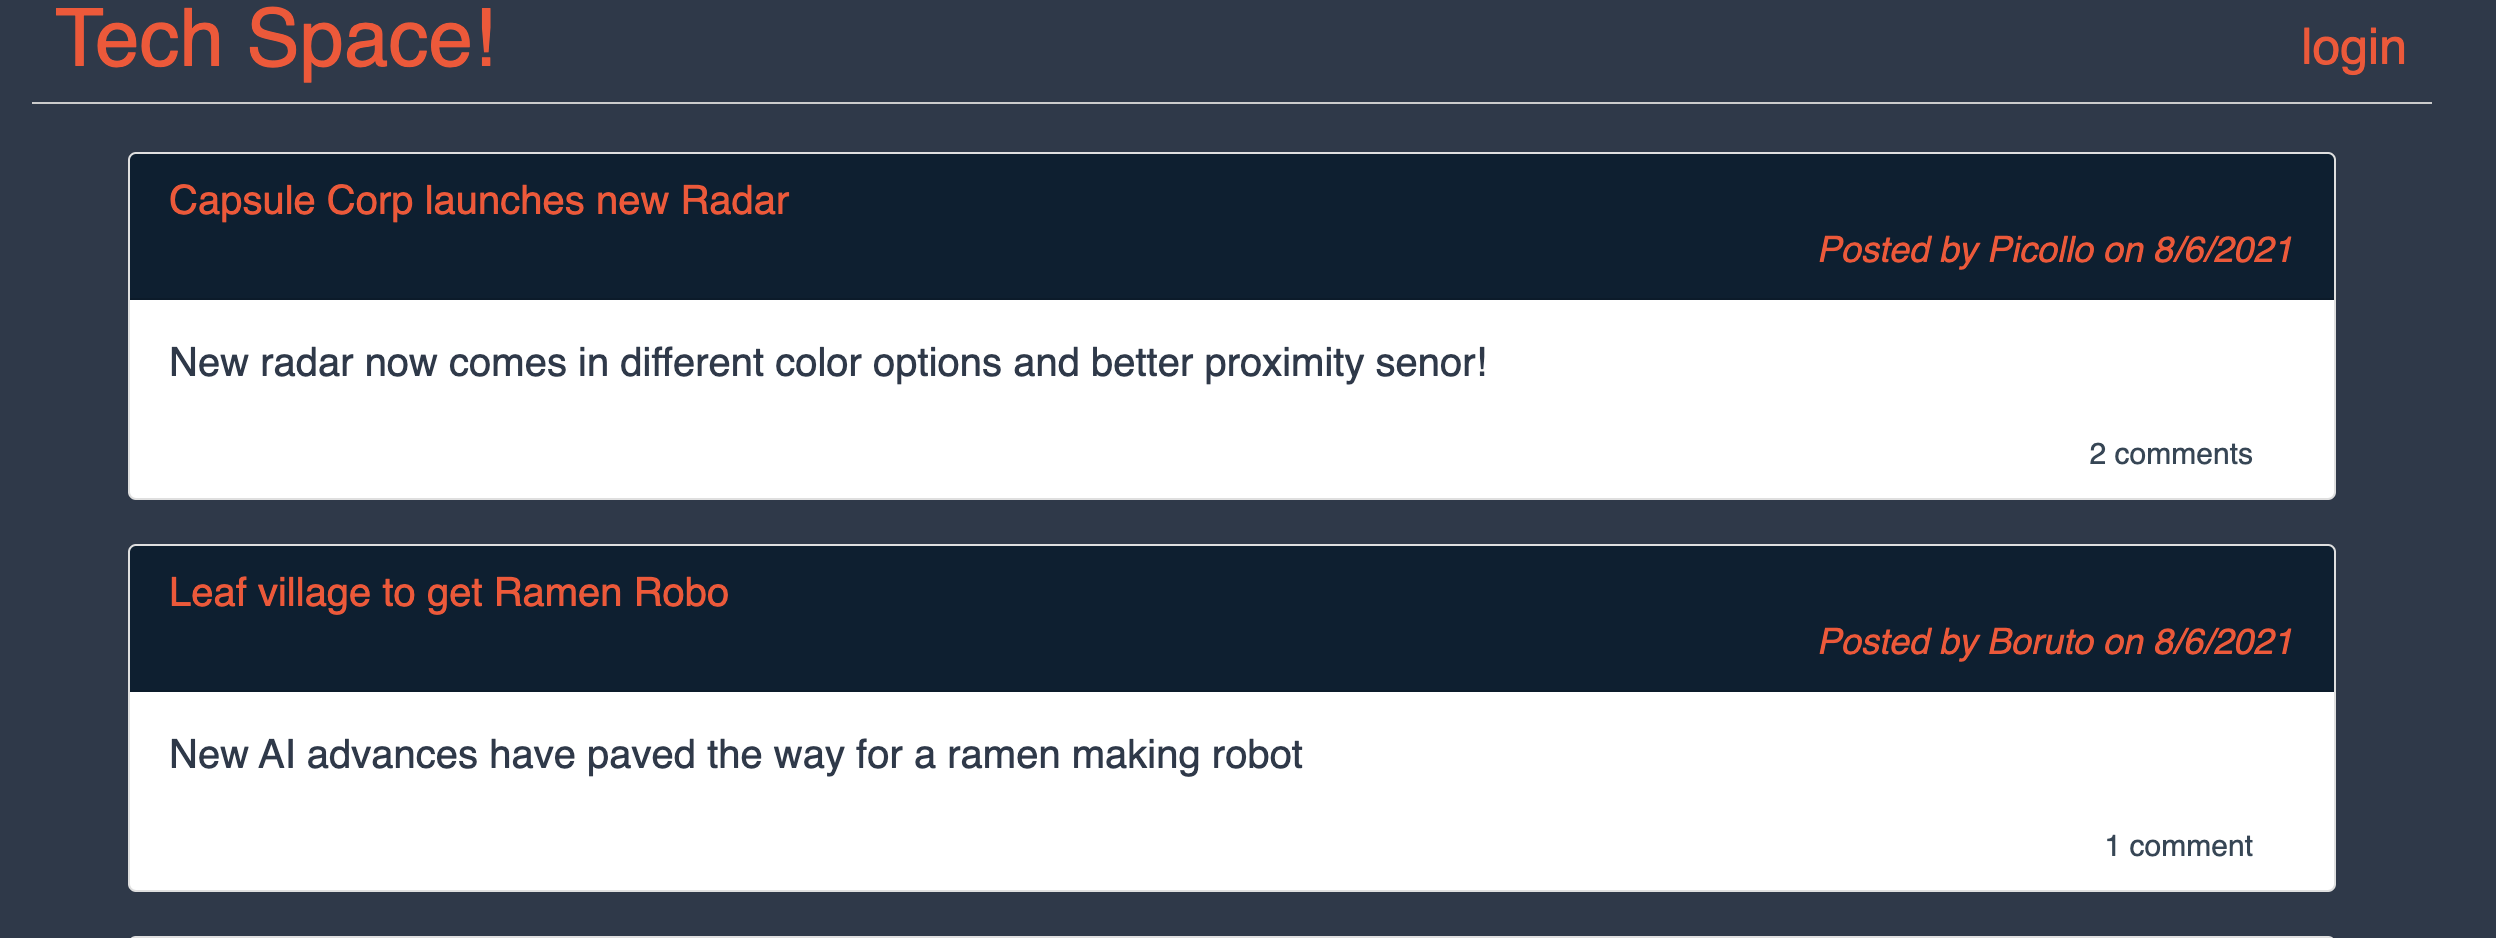 Tech Space!
login
Capsule Corp launches new Radar
Posted by Picollo on 8/6/2021
New radar now comes in different color options and better proximity senor!
2 comments
Leaf village to get Ramen Robo
Posted by Boruto on 8/6/2021
New AI advances have paved the way for a ramen making robot
1 comment